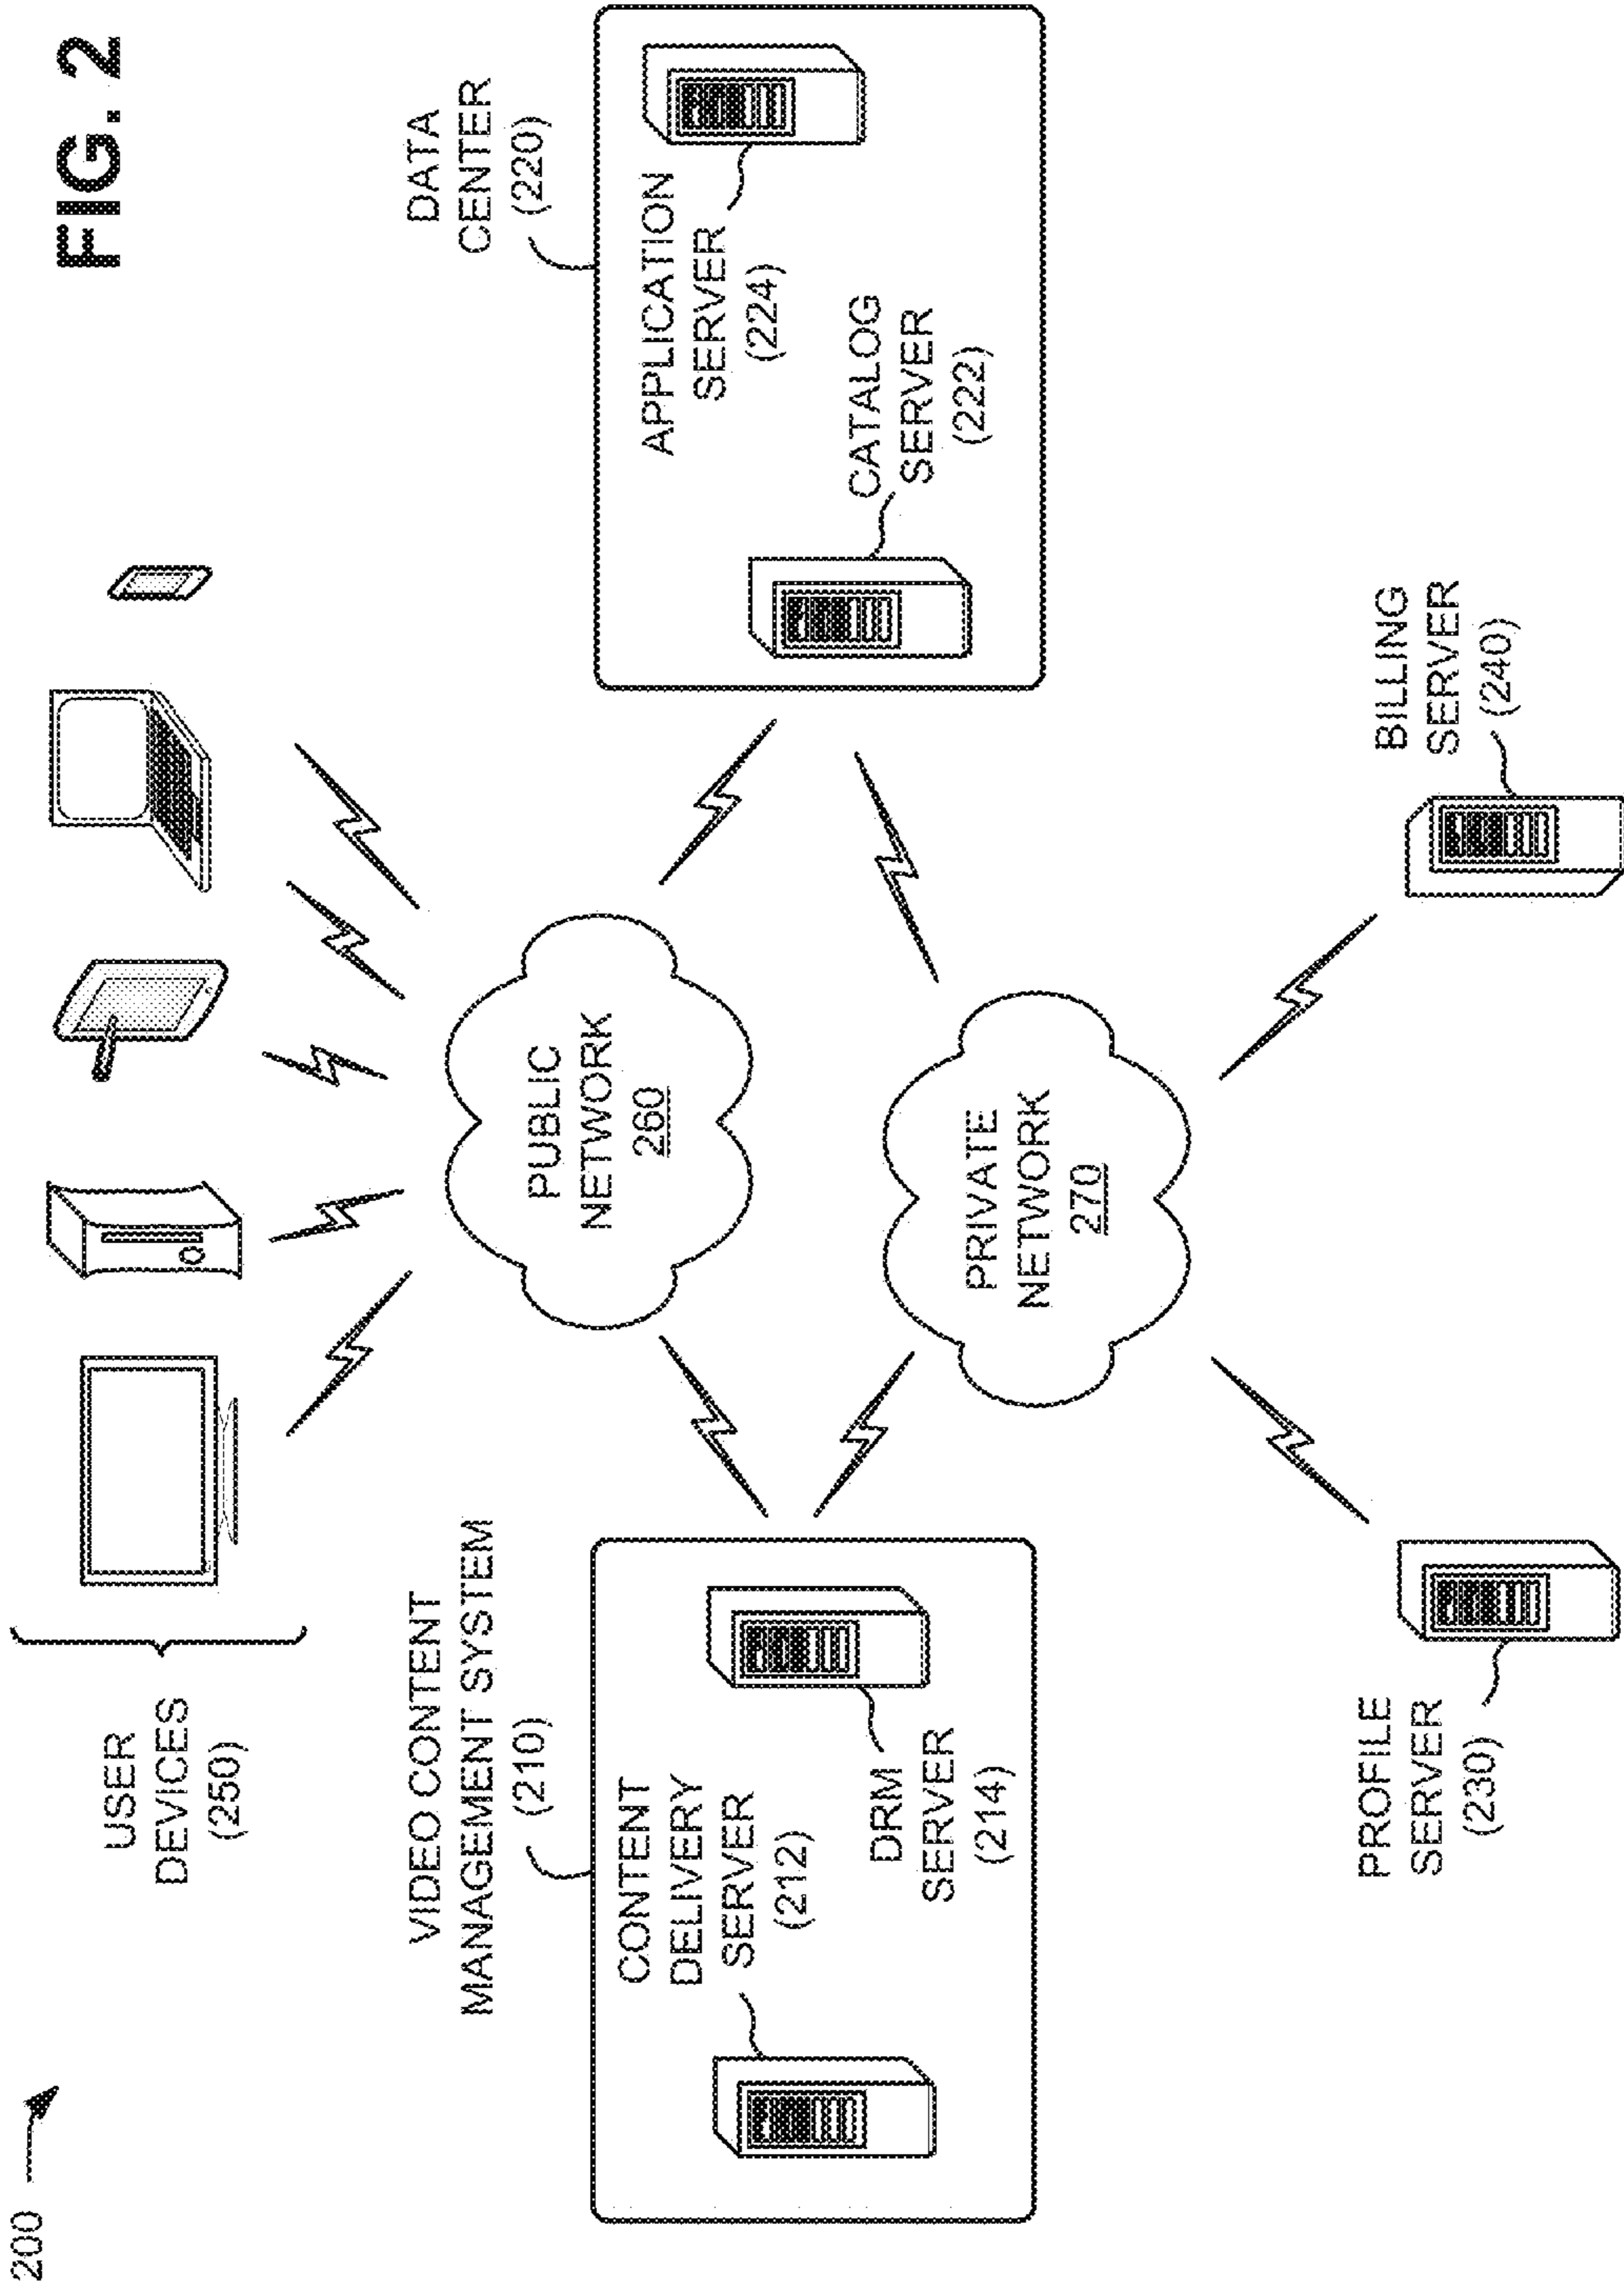 200
FIG. 2
USER
DEVICES
(250)
VIDEO CONTENT
MANAGEMENT SYSTEM
(210)
CONTENT
DELIVERY
SERVER
(212)
DRM
SERVER
(214)
PUBLIC
NETWORK
260
PRIVATE
NETWORK
270
DATA
CENTER
(220)
APPLICATION
SERVER
(224)
CATALOG
SERVER
(222)
PROFILE
SERVER
(230)
BILLING
SERVER
(240)